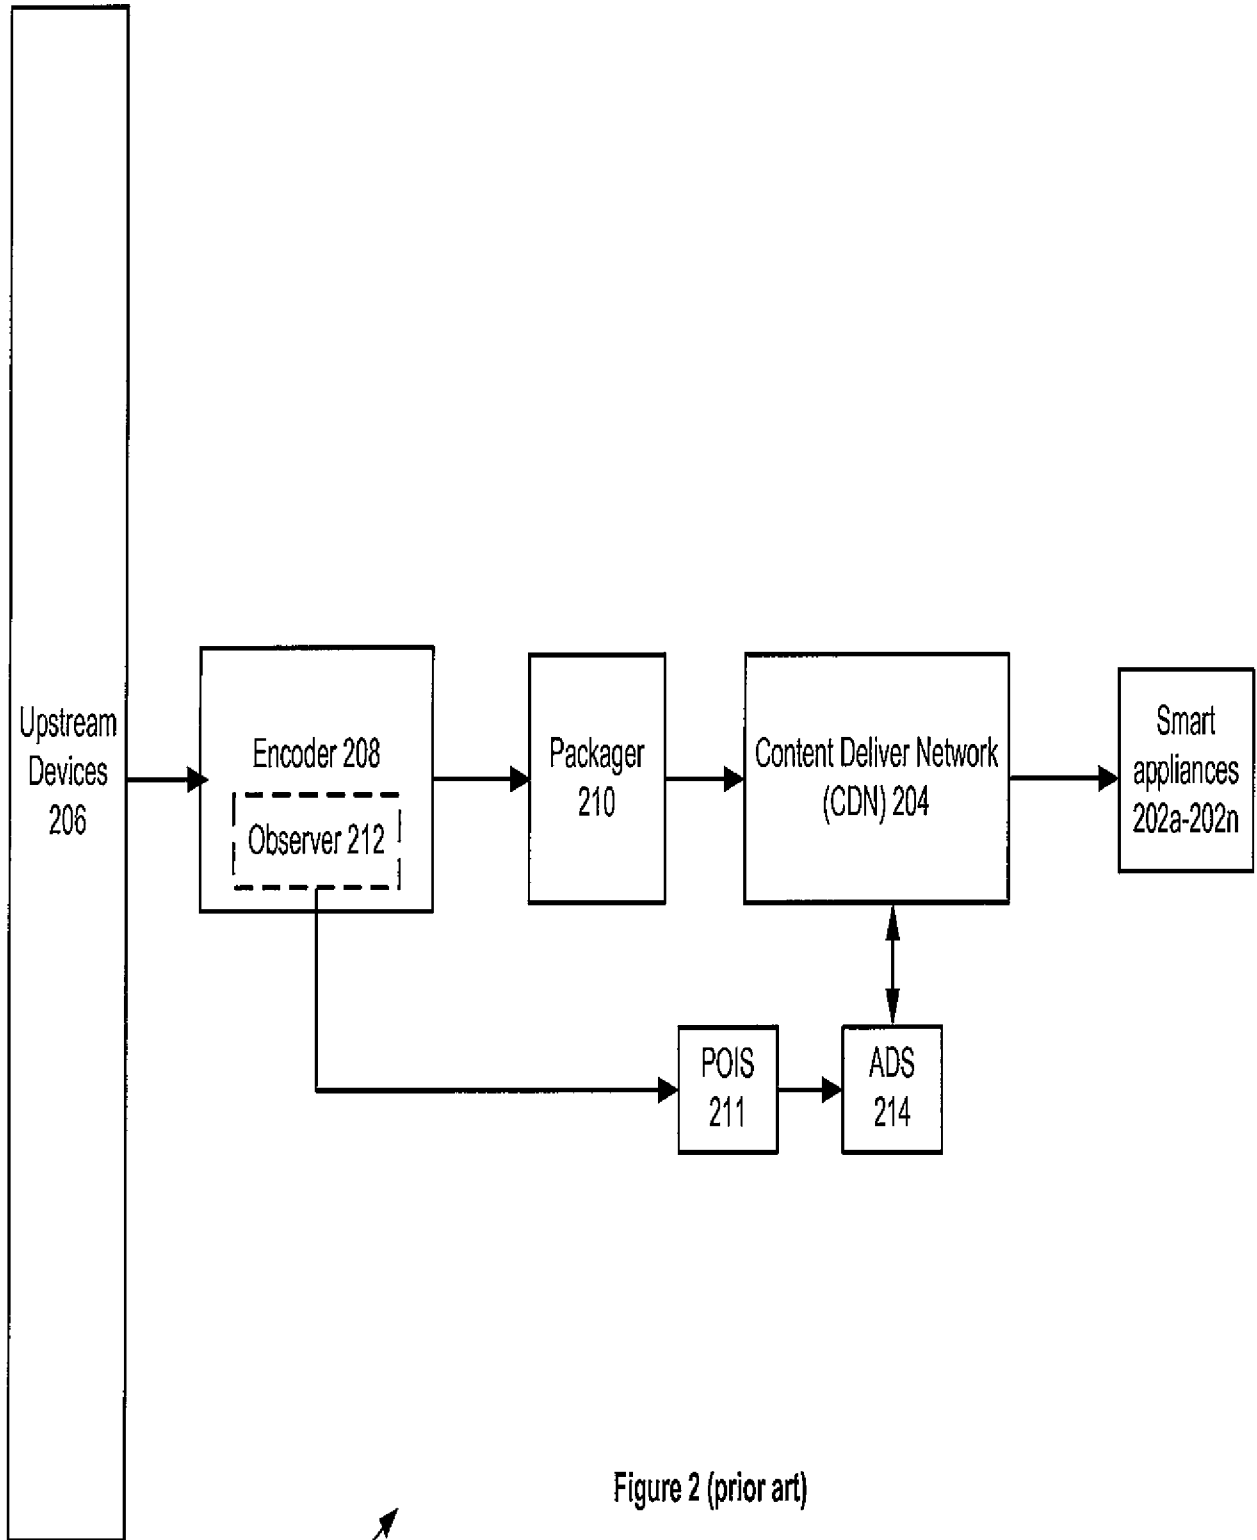 Upstream
Devices
206
Encoder 208
Observer 212
Packager
210
Content Deliver Network
(CDN) 204
Smart
appliances
202a-202n
POIS
211
ADS
214
Figure 2 (prior art)